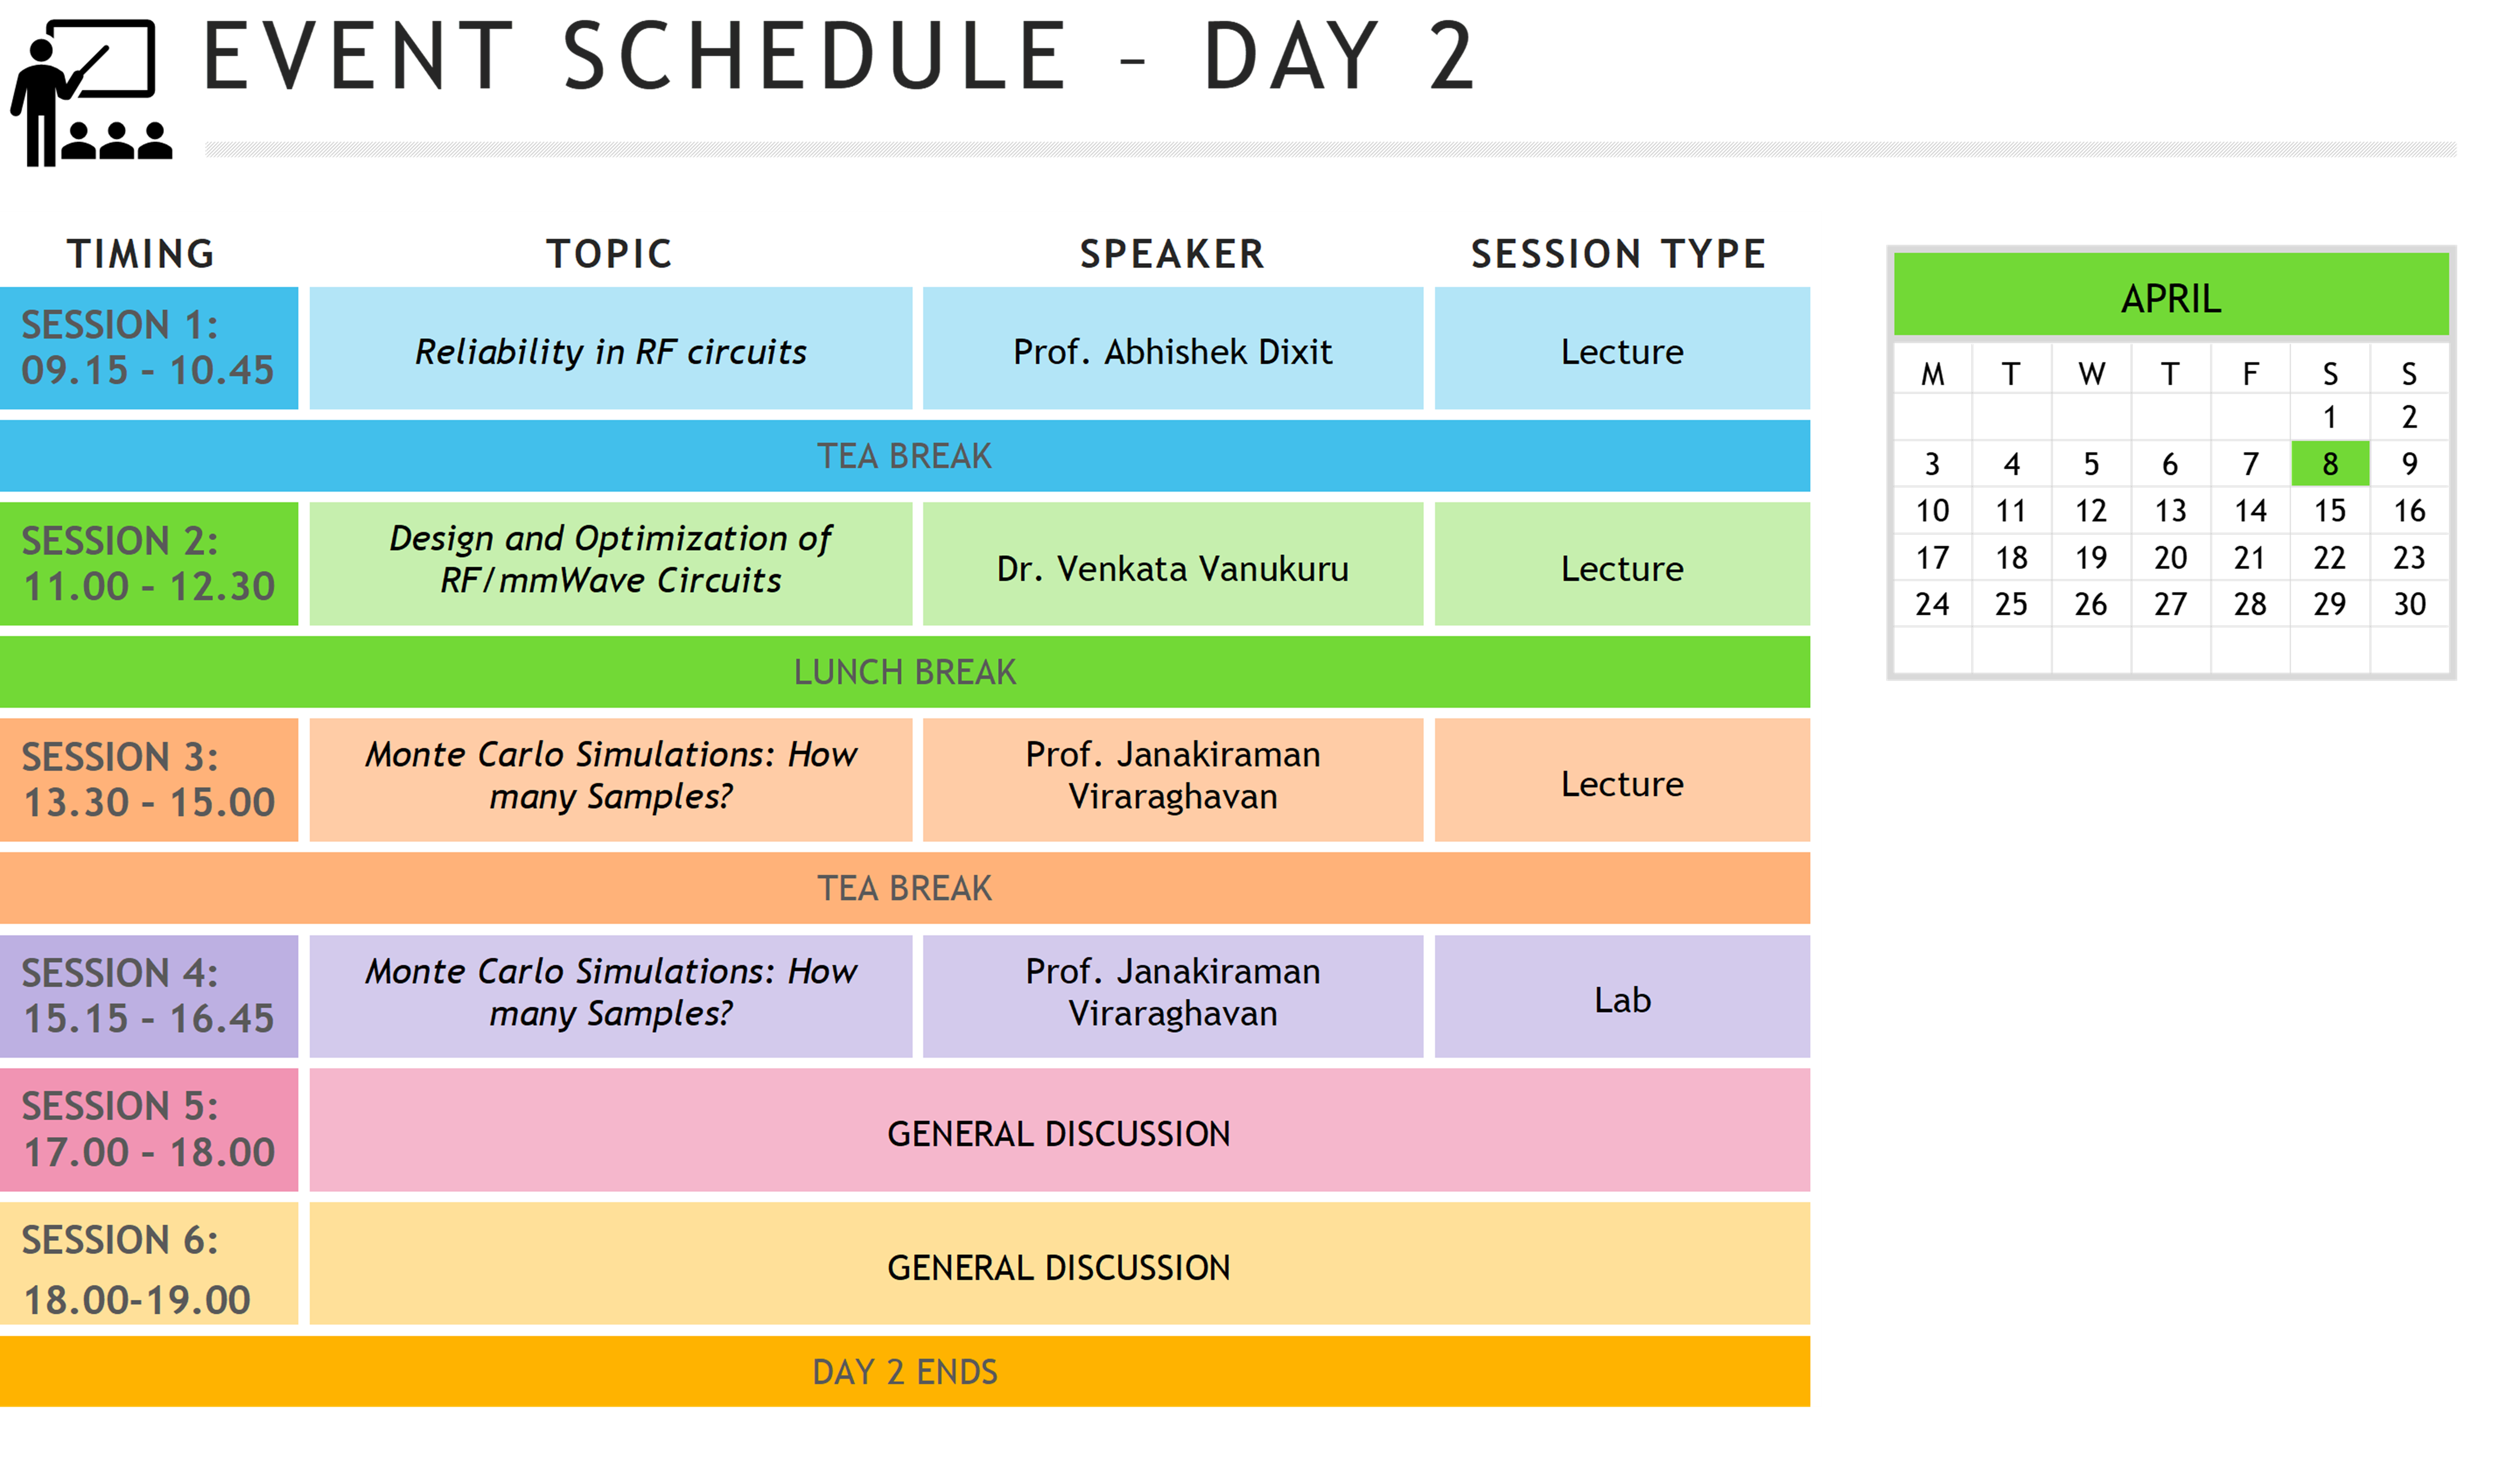 EVENT SCHEDULE - DAY 2
TIMING TOPIC SPEAKER SESSION TYPE
SESSION 1:
09.15 - 10.45
Reliability in RF circuits
Prof. Abhishek Dixit
Lecture
TEA BREAK
SESSION 2:
11.00 - 12.30
Design and Optimization of
RF/mmWave Circuits
Dr. Venkata Vanukuru
Lecture
LUNCH BREAK
SESSION 3:
13.30 - 15.00
Monte Carlo Simulations: How
many Samples?
Prof. Janakiraman
Viraraghavan
Lecture
TEA BREAK
SESSION 4:
15.15 - 16.45
Monte Carlo Simulations: How
many Samples?
Prof. Janakiraman
Viraraghavan
Lab
SESSION 5:
17.00 - 18.00
GENERAL DISCUSSION
SESSION 6:
18.00-19.00
GENERAL DISCUSSION
DAY 2 ENDS
APRIL
M T W T F S S
1 2
3 4 5 6 7 8 9
10 11 12 13 14 15 16
17 18 19 20 21 22 23
24 25 26 27 28 29 30